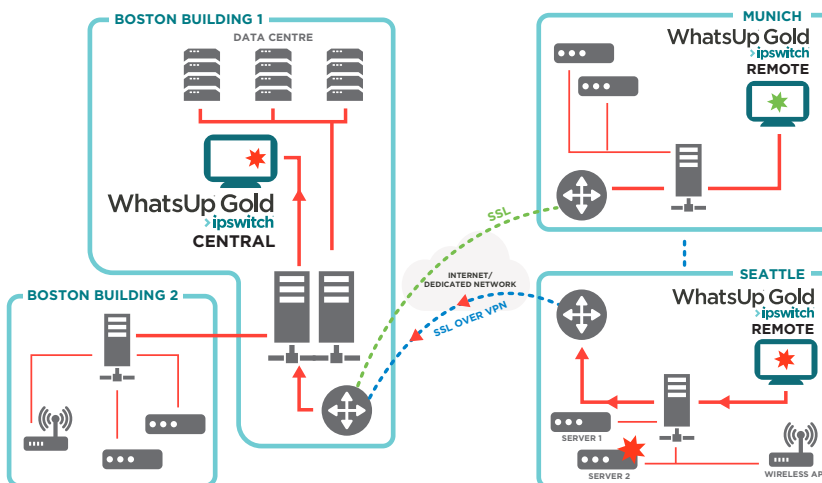 BOSTON BUILDING 1
DATA CENTRE
WhatsUp Gold
>ipswitch
CENTRAL
BOSTON BUILDING 2
SSL
INTERNET/
DEDICATED NETWORK
SSL OVER VPN
MUNICH
WhatsUp Gold
>ipswitch
REMOTE
SEATTLE
WhatsUp Gold
>ipswitch
REMOTE
SERVER 1
SERVER 2
WIRELESS AP